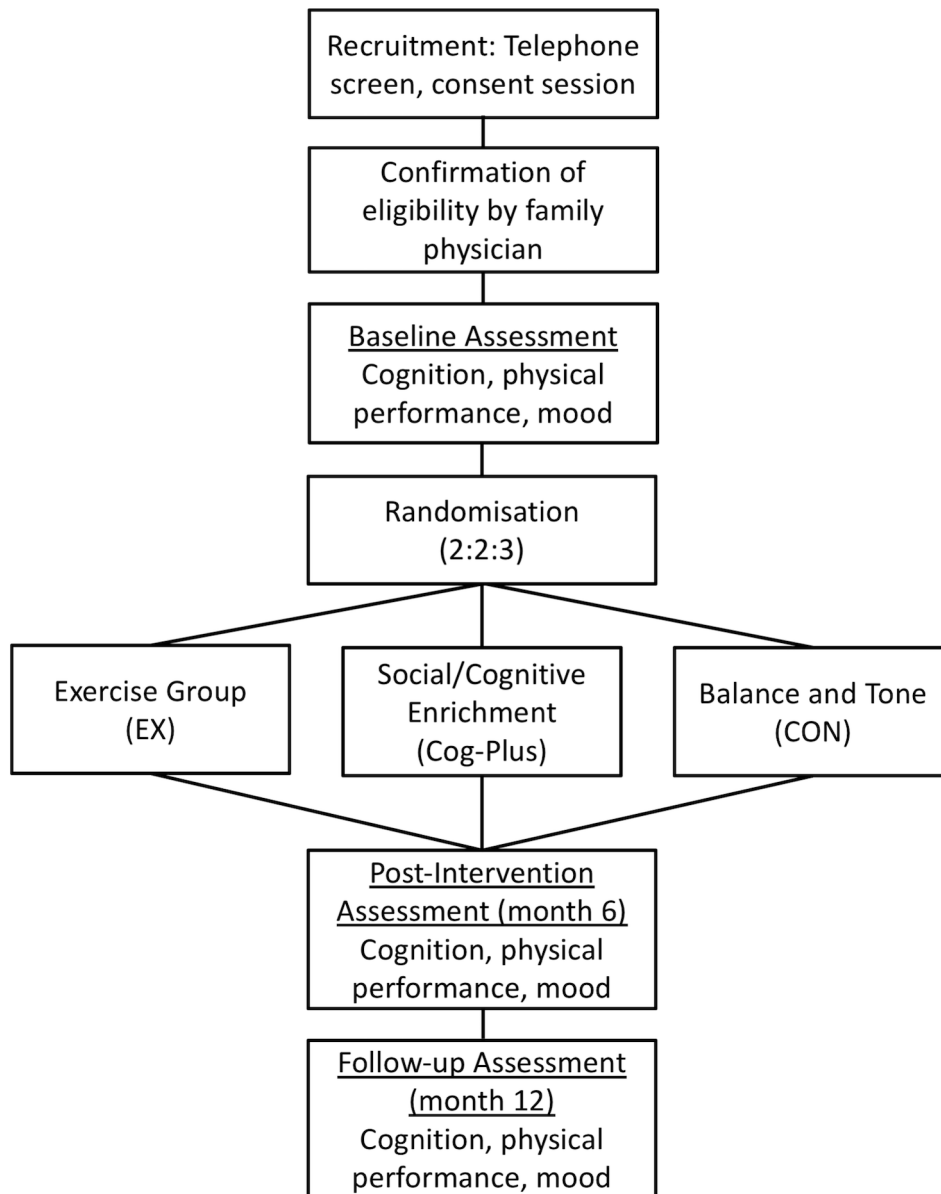 Recruitment: Telephone
screen, consent session
Confirmation of
eligibility by family
physician
Baseline Assessment
Cognition, physical
performance, mood
Randomisation
(2:2:3)
Exercise Group
(EX)
Social/Cognitive
Enrichment
(Cog-Plus)
Balance and Tone
(CON)
Post-Intervention
Assessment (month 6)
Cognition, physical
performance, mood
Follow-up Assessment
(month 12)
Cognition, physical
performance, mood